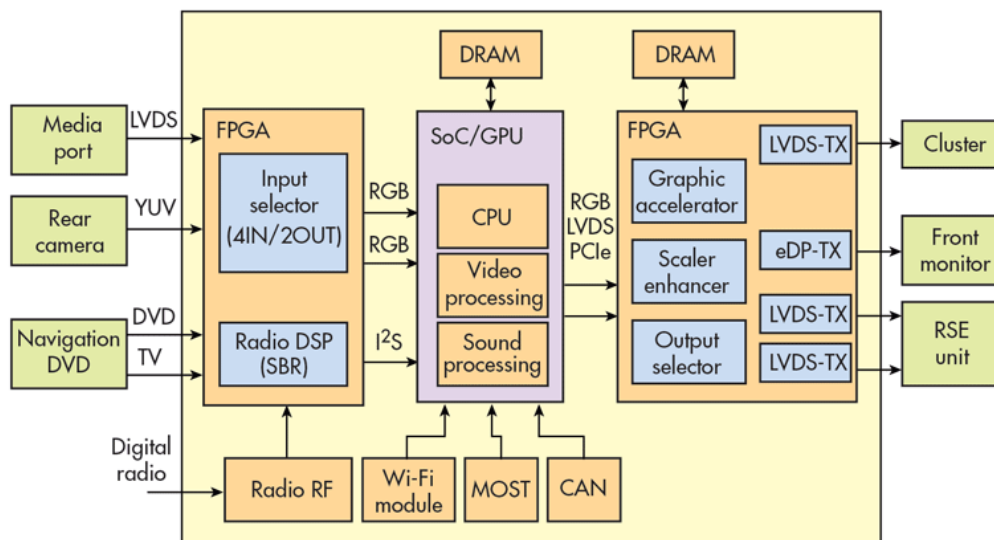 DRAM
DRAM
Media
port
LVDS
Rear
camera
YUV
Navigation
DVD
DVD
TV
Digital
radio
FPGA
Input
selector
(4IN/2OUT)
Radio DSP
(SBR)
Radio RF
RGB
RGB
I²S
SoC/GPU
CPU
Video
processing
Sound
processing
Wi-Fi
module
MOST
CAN
RGB
LVDS
PCIe
FPGA
Graphic
accelerator
Scaler
enhancer
Output
selector
LVDS-TX
eDP-TX
LVDS-TX
LVDS-TX
Cluster
Front
monitor
RSE
unit